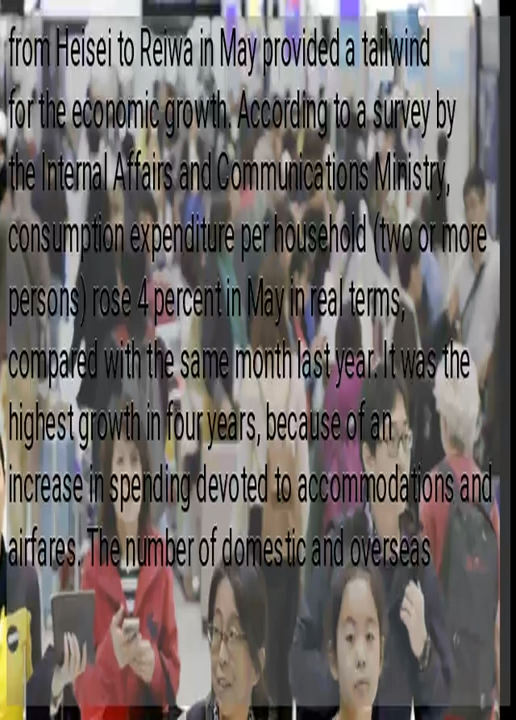 from Heisei to Reiwa in May provided a tailwind
for the economic growth. According to a survey by
the Internal Affairs and Communications Ministry,
consumption expenditure per household (two or more
persons) rose 4 percent in May in real terms,
compared with the same month last year. It was the
highest growth in four years, because of an
increase in spending devoted to accommodations and
airfares. The number of domestic and overseas